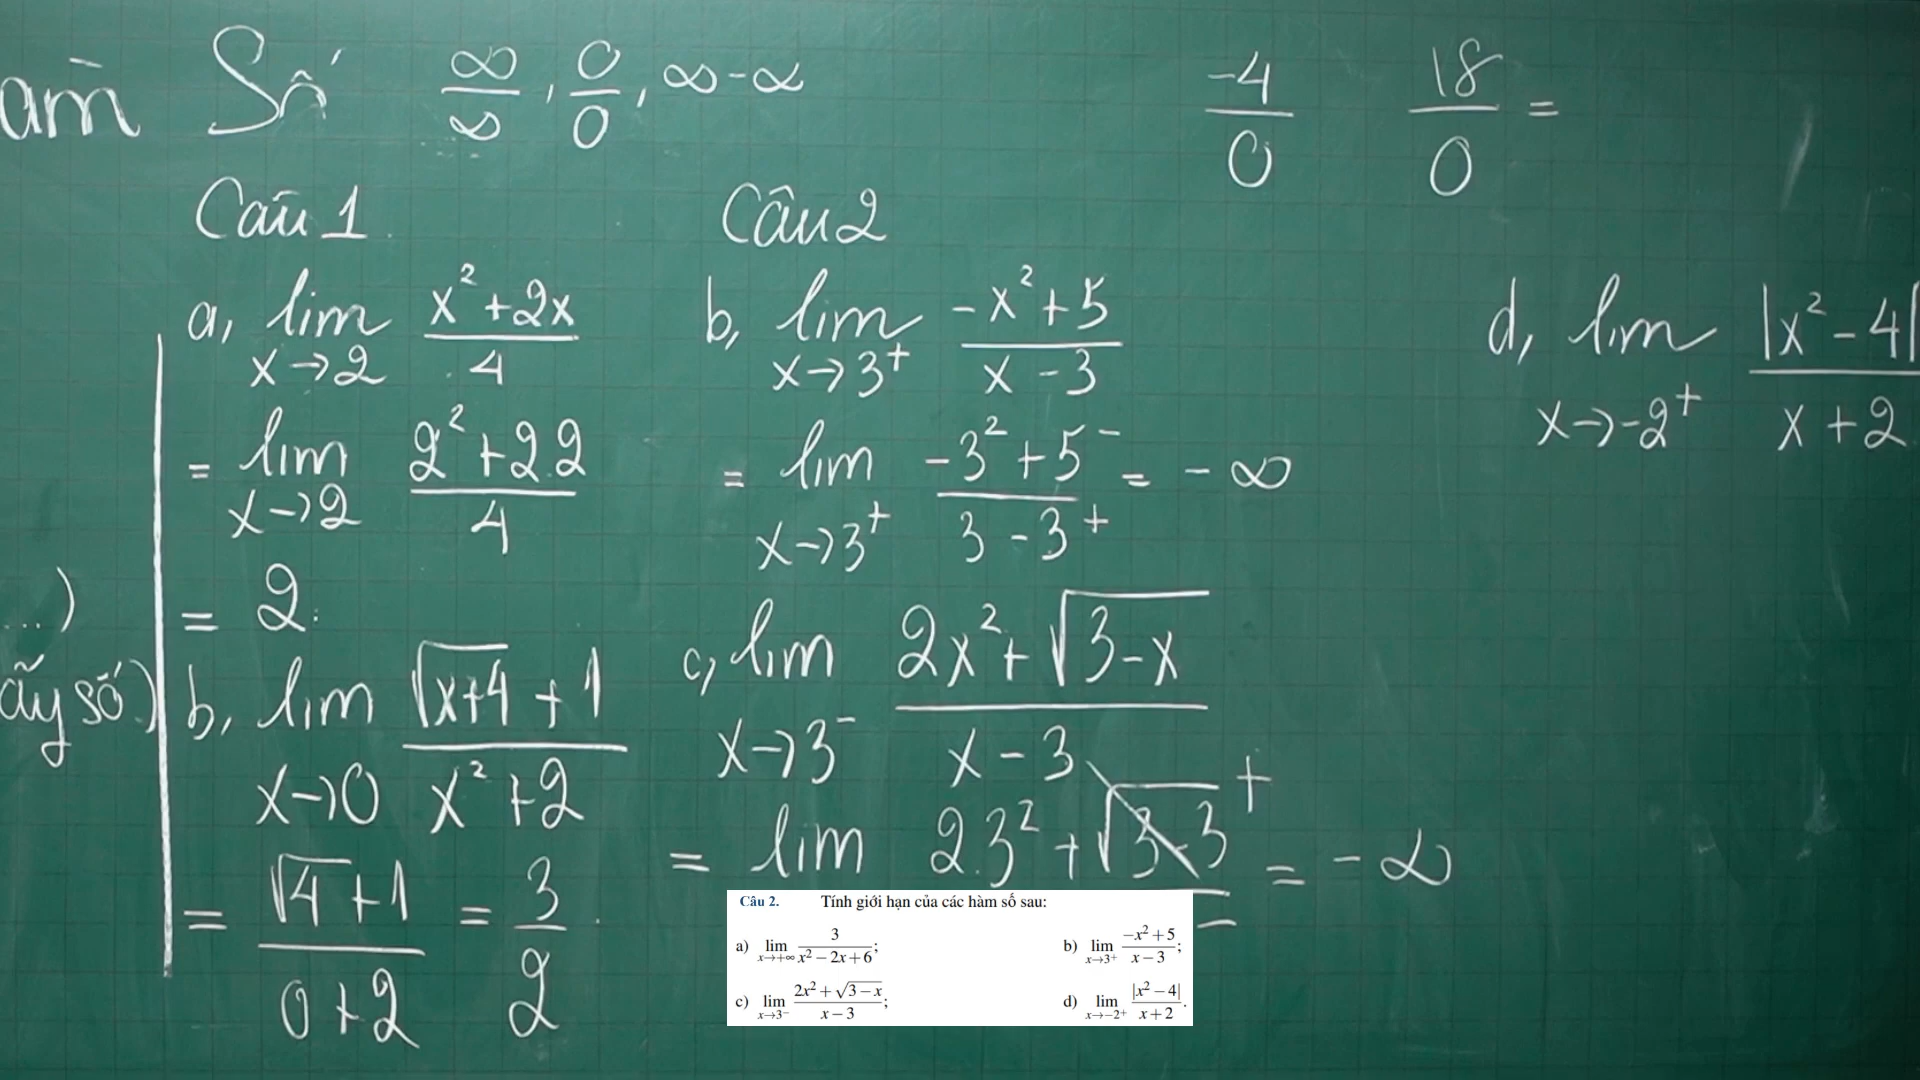 àm Số ∞/∞ , 0/0 , ∞-∞
-4/0 18/0 =
Câu 1
a, lim x→2 (x²+2x)/4
= lim x→2 (2²+2.2)/4
= 2.
b, lim x→0 (√(x+4) + 1)/(x²+2)
= (√4 + 1)/(0+2) = 3/2 .
...)
ãy số.)
Câu 2
b, lim x→3⁺ (-x²+5)/(x-3)
= lim x→3⁺ (-3²+5)⁻/(3-3)⁺ = -∞
c, lim x→3⁻ (2x²+√(3-x))/(x-3)
= lim 2.3²+√(3-3) + = -∞
d, lim x→-2⁺ |x²-4|/(x+2)
Câu 2. Tính giới hạn của các hàm số sau:
a) lim x→+∞ 3/(x²-2x+6);
b) lim x→3⁺ (-x²+5)/(x-3);
c) lim x→3⁻ (2x²+√(3-x))/(x-3);
d) lim x→-2⁺ |x²-4|/(x+2).